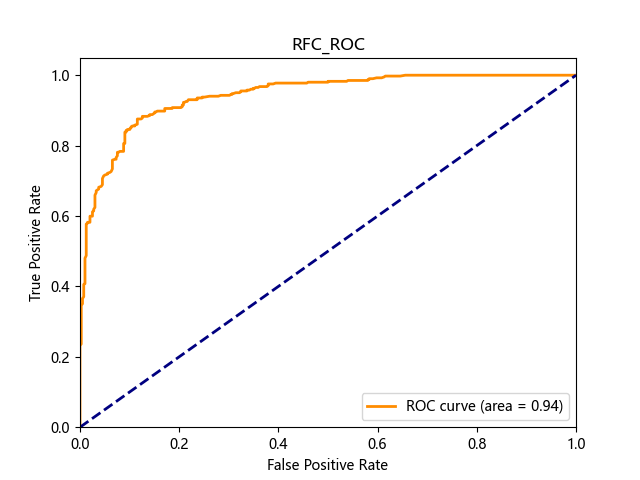 RFC_ROC
True Positive Rate
1.0
0.8
0.6
0.4
0.2
0.0
ROC curve (area = 0.94)
0.0 0.2 0.4 0.6 0.8 1.0
False Positive Rate